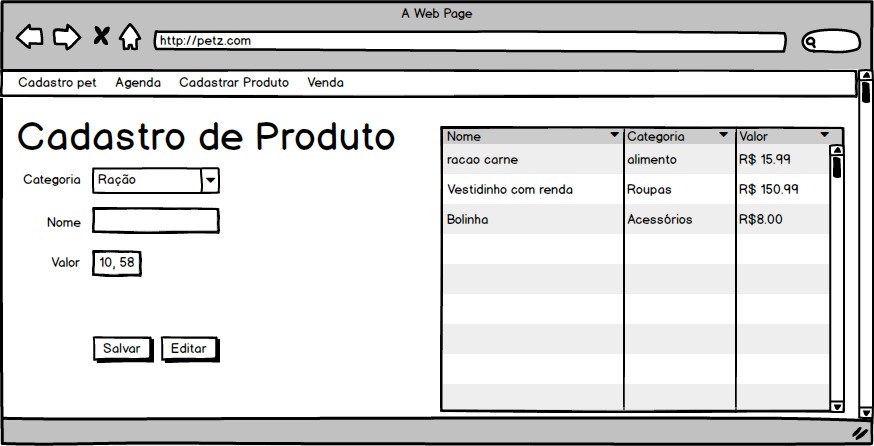 A Web Page
http://petz.com
Cadastro pet Agenda Cadastrar Produto Venda
Cadastro de Produto
Categoria Ração
Nome
Valor 10, 58
Salvar Editar
Nome Categoria Valor
racao carne alimento R$ 15.99
Vestidinho com renda Roupas R$ 150.99
Bolinha Acessórios R$8.00